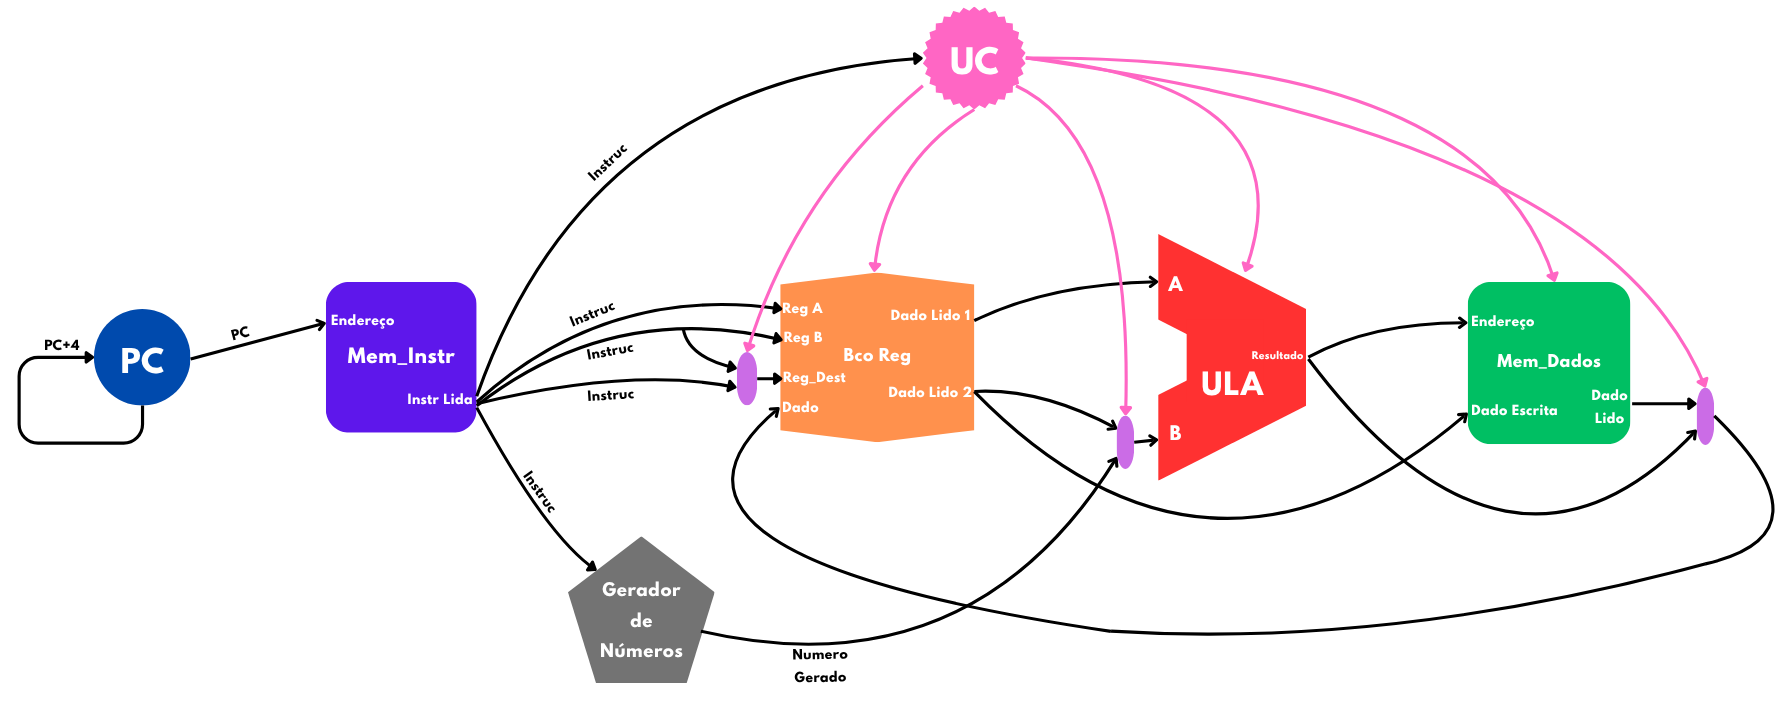 UC
Instruc
PC+4
PC
PC
Endereço
Mem_Instr
Instr Lida
Instruc
Instruc
Instruc
Instruc
Reg A
Reg B
Reg_Dest
Dado
Bco Reg
Dado Lido 1
Dado Lido 2
A
B
Resultado
ULA
Endereço
Mem_Dados
Dado Escrita
Dado
Lido
Gerador
de
Números
Numero
Gerado